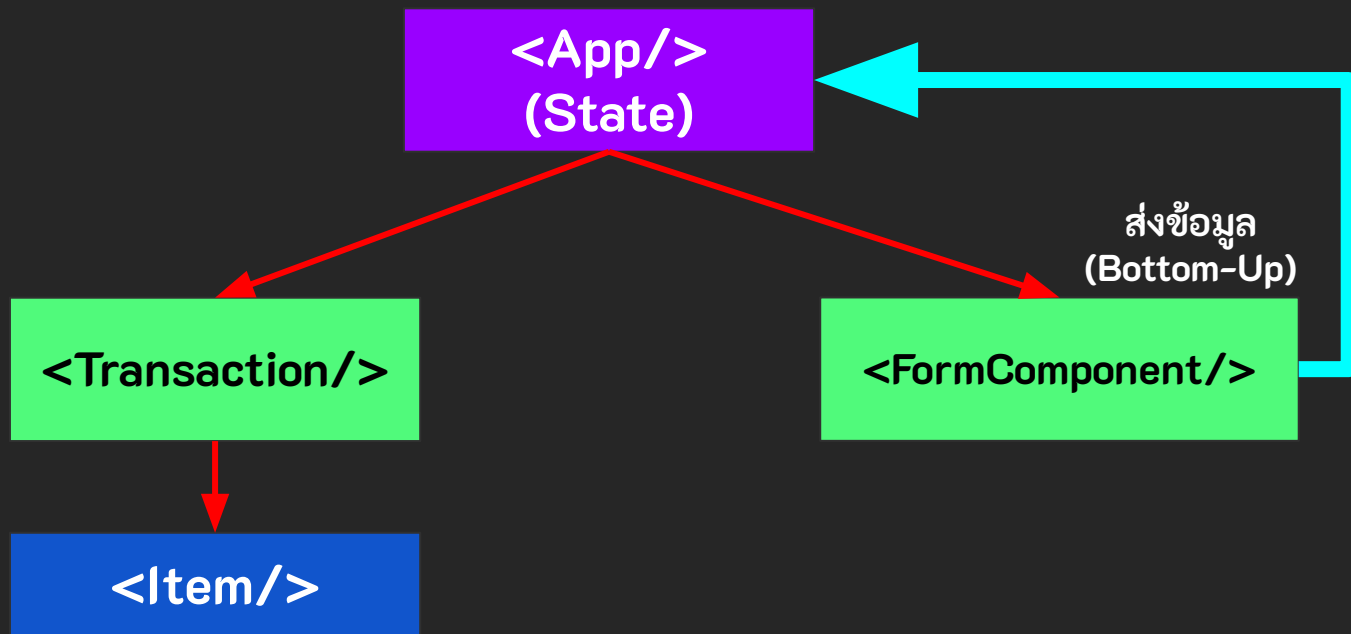 <App/>
(State)
ส่งข้อมูล
(Bottom-Up)
<Transaction/>
<FormComponent/>
<Item/>